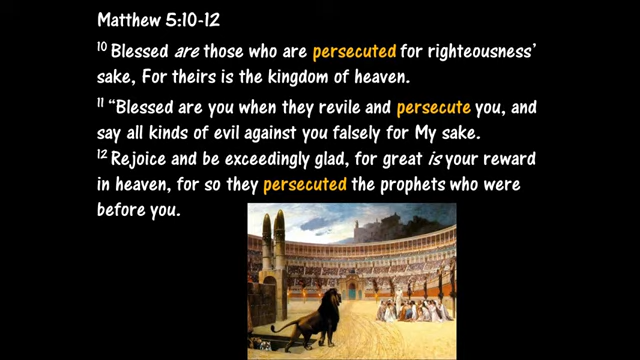 Matthew 5:10-12
10 Blessed are those who are persecuted for righteousness'
sake, For theirs is the kingdom of heaven.
11 “Blessed are you when they revile and persecute you, and
say all kinds of evil against you falsely for My sake.
12 Rejoice and be exceedingly glad, for great is your reward
in heaven, for so they persecuted the prophets who were
before you.